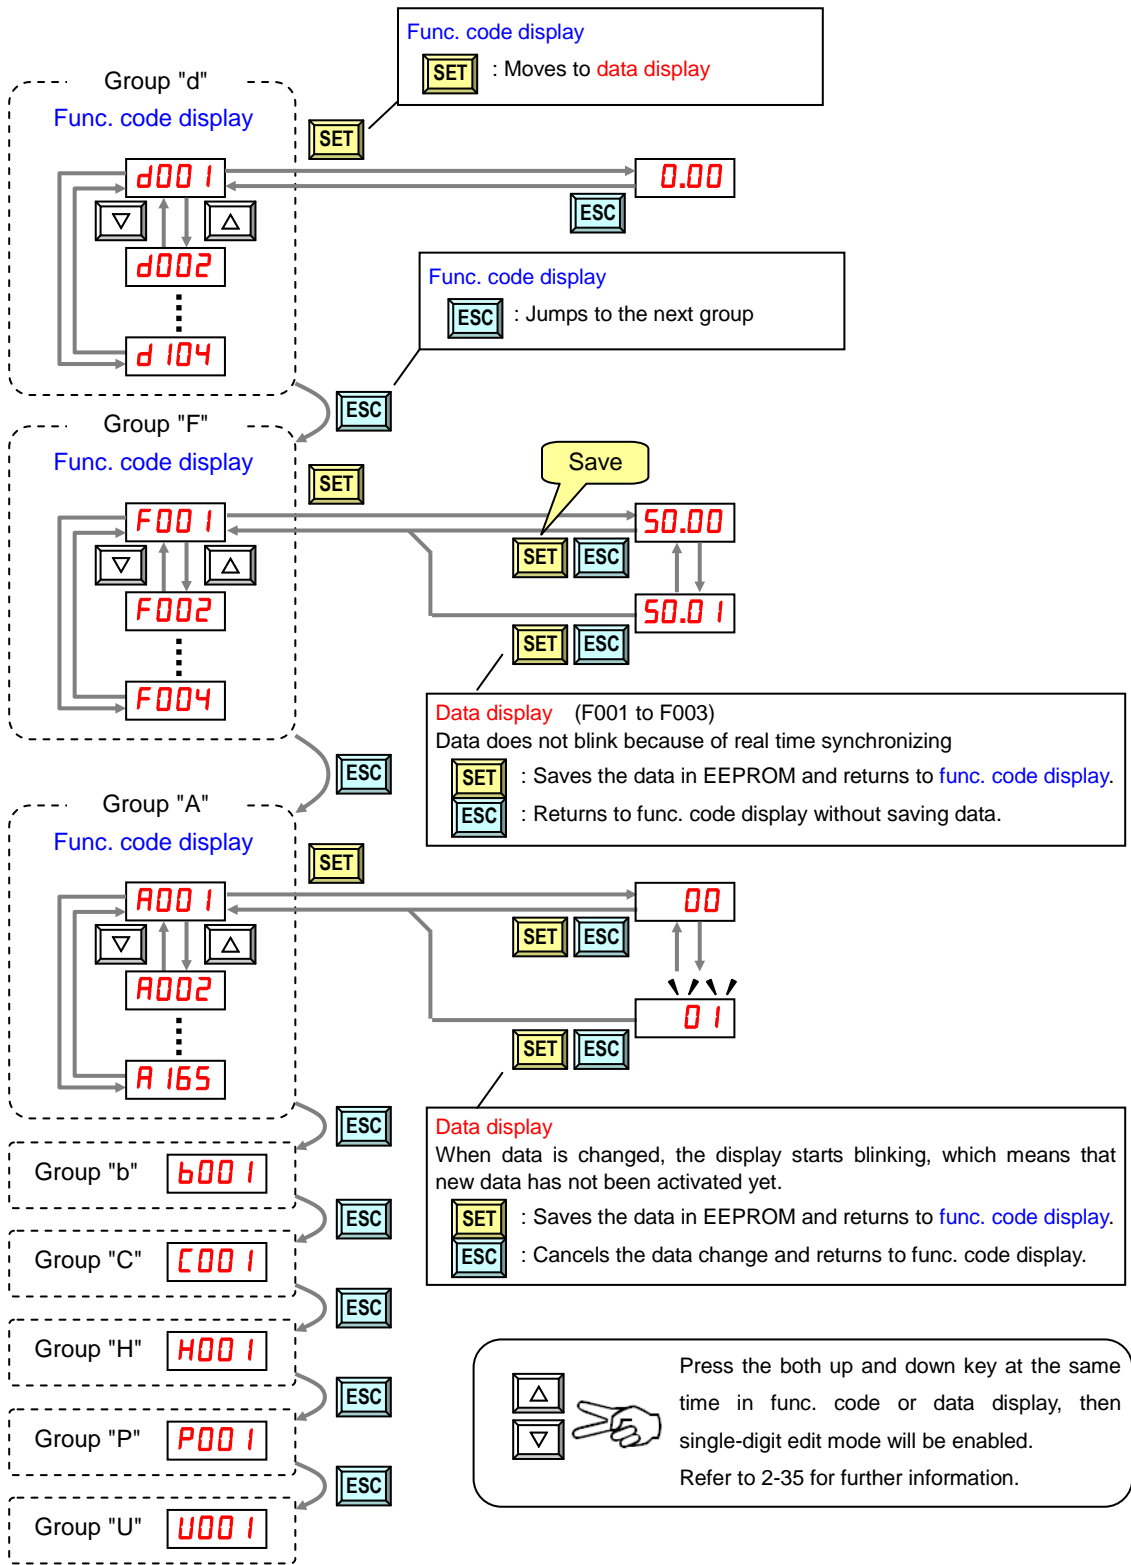 Func. code display
SET : Moves to data display
Group "d"
Func. code display
SET
d001
0.00
ESC
d002
Func. code display
ESC : Jumps to the next group
d104
ESC
Group "F"
Func. code display
SET
Save
F001
50.00
SET ESC
F002
50.01
SET ESC
F004
Data display (F001 to F003)
Data does not blink because of real time synchronizing
SET : Saves the data in EEPROM and returns to func. code display.
ESC : Returns to func. code display without saving data.
ESC
Group "A"
Func. code display
SET
A001
00
SET ESC
A002
01
SET ESC
A165
ESC
Data display
When data is changed, the display starts blinking, which means that
new data has not been activated yet.
SET : Saves the data in EEPROM and returns to func. code display.
ESC : Cancels the data change and returns to func. code display.
Group "b" b001
ESC
Group "C" C001
ESC
Group "H" H001
ESC
Group "P" P001
ESC
Group "U" U001
Press the both up and down key at the same
time in func. code or data display, then
single-digit edit mode will be enabled.
Refer to 2-35 for further information.